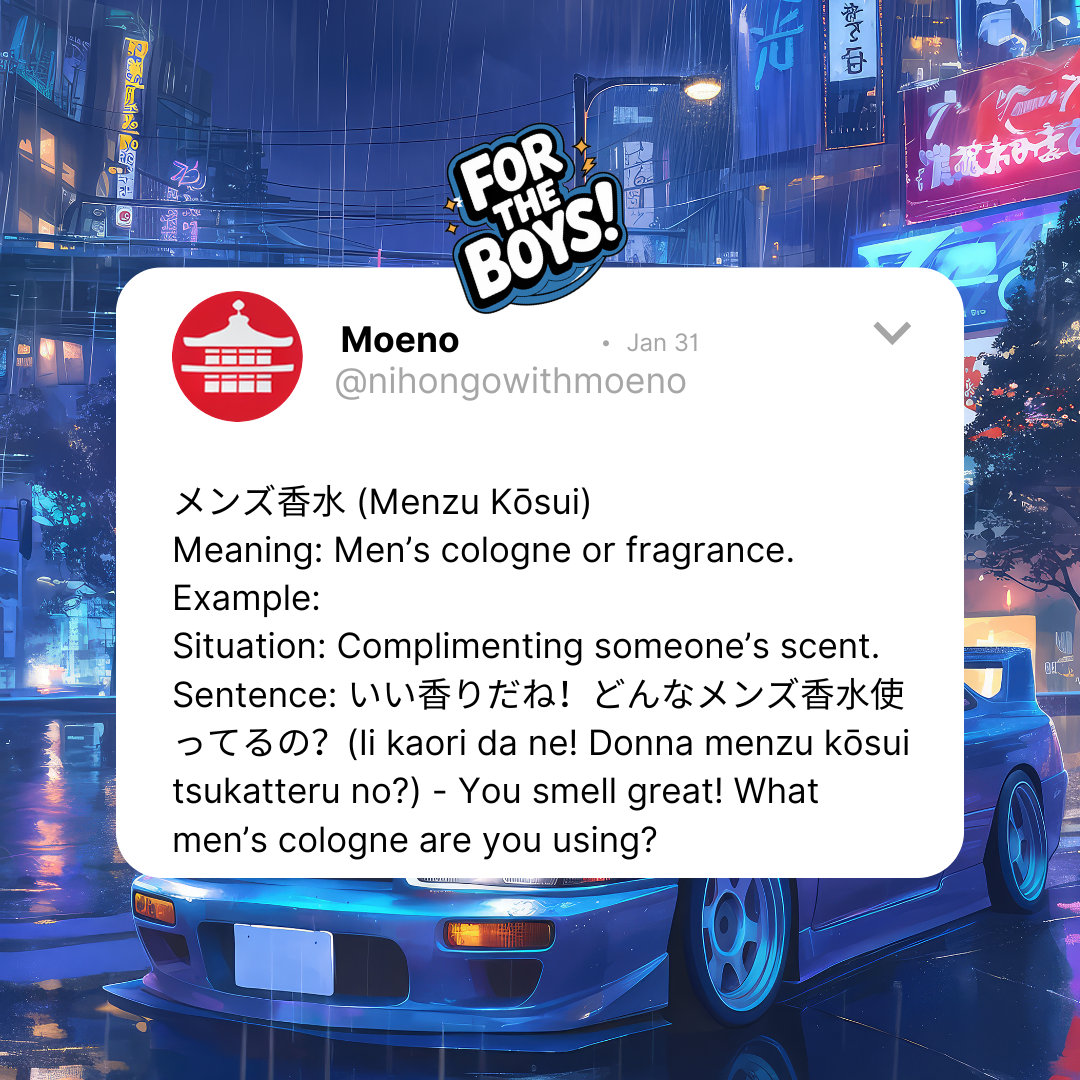 FOR
THE
BOYS!
Moeno
• Jan 31
@nihongowithmoeno
メンズ香水 (Menzu Kōsui)
Meaning: Men’s cologne or fragrance.
Example:
Situation: Complimenting someone’s scent.
Sentence: いい香りだね！どんなメンズ香水使
ってるの？(Ii kaori da ne! Donna menzu kōsui
tsukatteru no?) - You smell great! What
men’s cologne are you using?